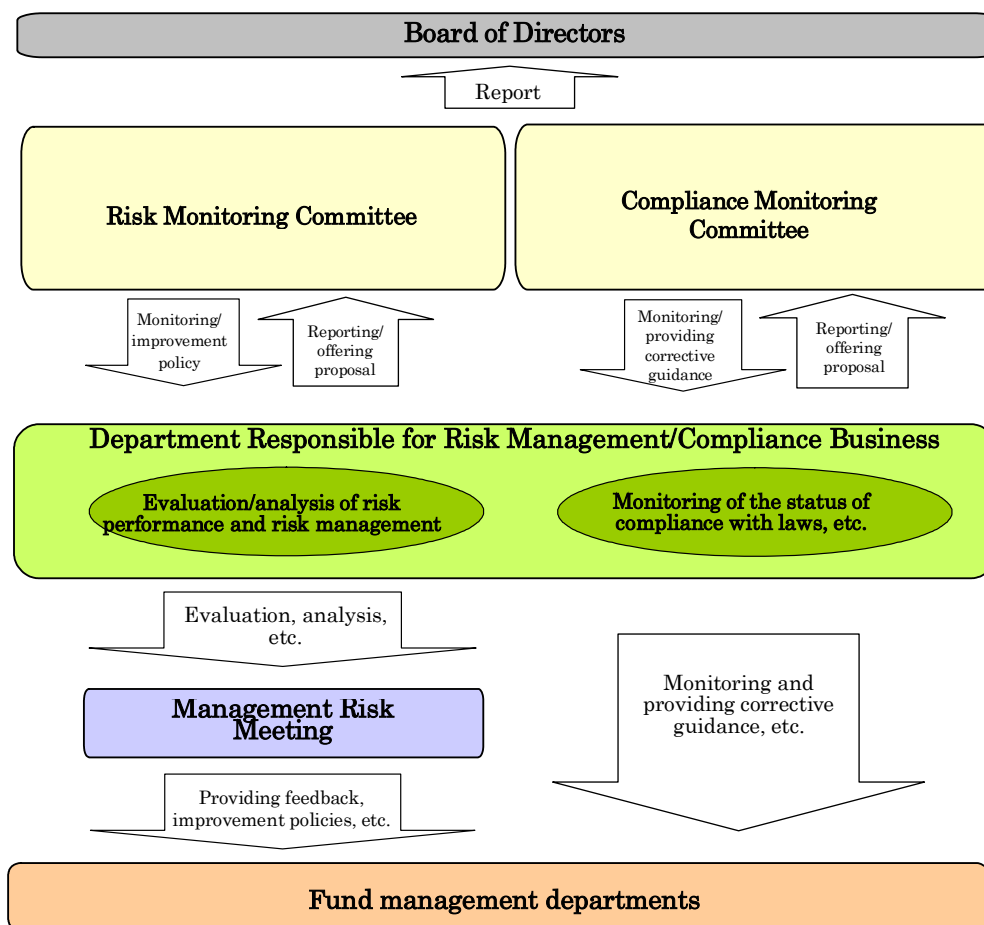 Board of Directors
Report
Risk Monitoring Committee
Compliance Monitoring
Committee
Monitoring/
improvement
policy
Reporting/
offering
proposal
Monitoring/
providing
corrective
guidance
Reporting/
offering
proposal
Department Responsible for Risk Management/Compliance Business
Evaluation/analysis of risk
performance and risk management
Monitoring of the status of
compliance with laws, etc.
Evaluation, analysis,
etc.
Management Risk
Meeting
Monitoring and
providing corrective
guidance, etc.
Providing feedback,
improvement policies, etc.
Fund management departments